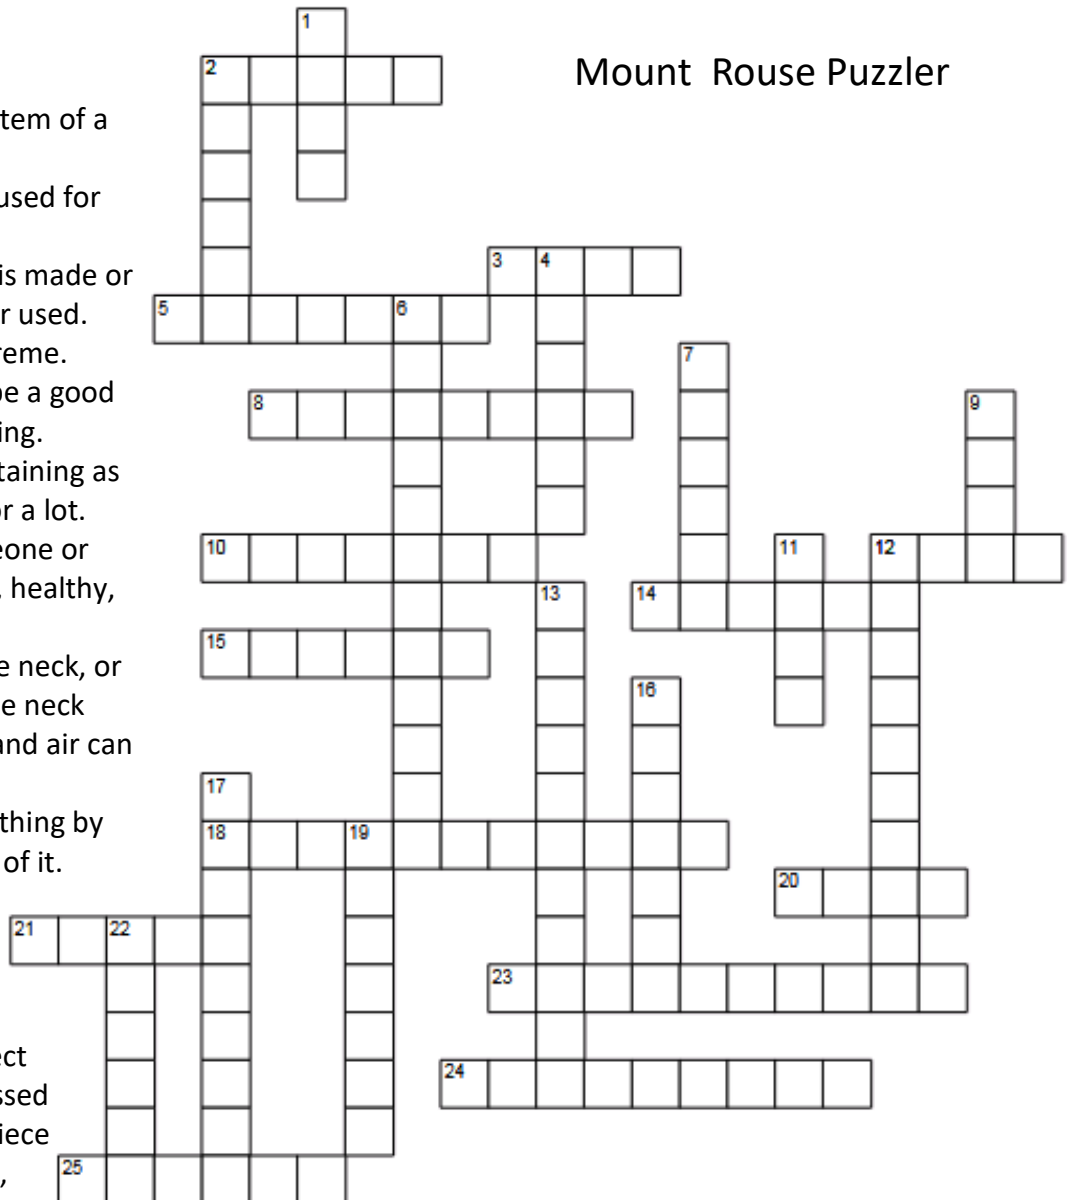 Mount Rouse Puzzler
tem of a
used for
is made or
r used.
reme.
be a good
ing.
taining as
or a lot.
eone or
, healthy,
e neck, or
e neck
and air can
thing by
of it.
ect
ssed
iece
,
1
2
3 4
5 6
7
8 9
10 11 12
13 14
15
16
17
18 19
20
21 22
23
24
25